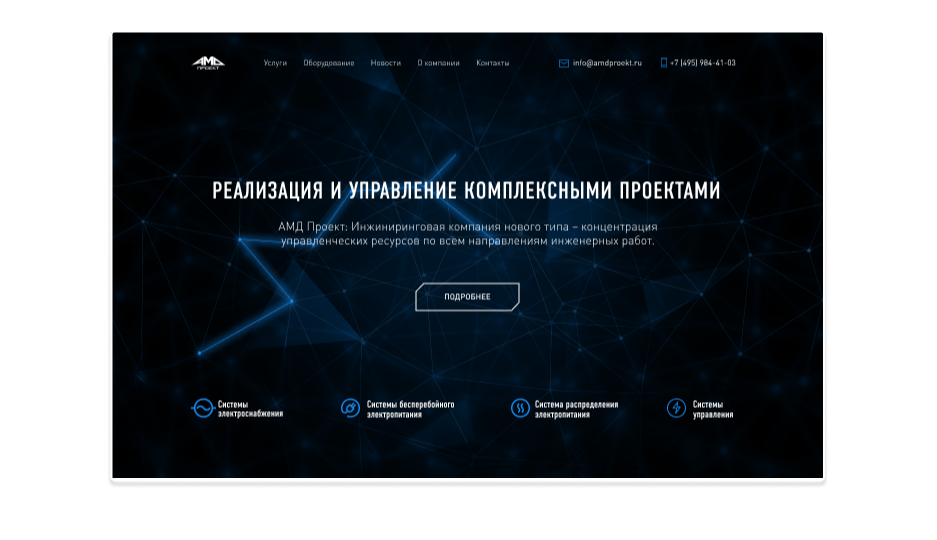 АМД
ПРОЕКТ
Услуги Оборудование Новости О компании Контакты info@amdproekt.ru +7 (495) 984-41-03
РЕАЛИЗАЦИЯ И УПРАВЛЕНИЕ КОМПЛЕКСНЫМИ ПРОЕКТАМИ
АМД Проект: Инжиниринговая компания нового типа – концентрация
управленческих ресурсов по всем направлениям инженерных работ.
ПОДРОБНЕЕ
Системы
электроснабжения
Системы бесперебойного
электропитания
Система распределения
электропитания
Системы
управления